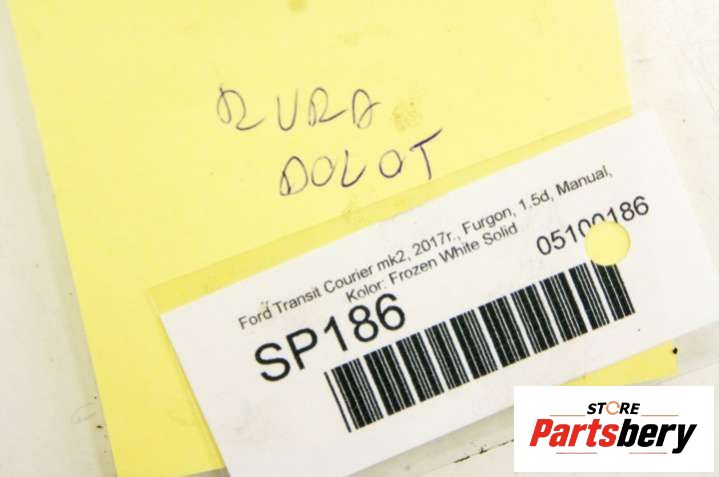 RURA
DOLOT
Ford Transit Courier mk2, 2017r., Furgon, 1.5d, Manual,
Kolor: Frozen White Solid
05100186
SP186
STORE
Partsbery